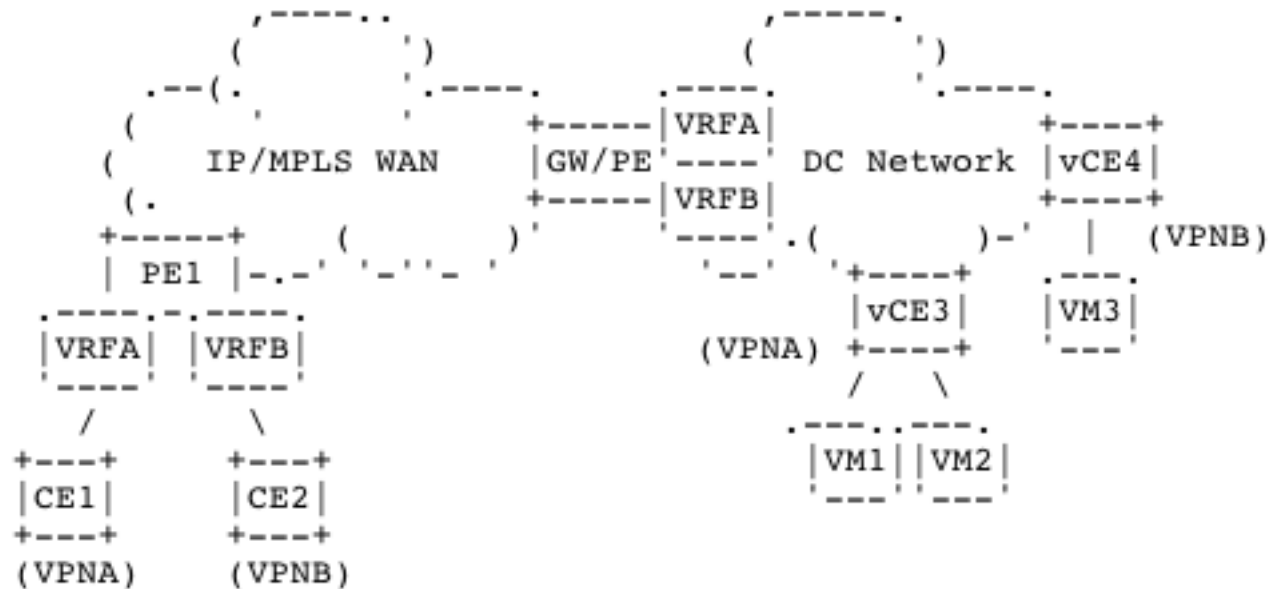 VRFA
IP/MPLS WAN GW/PE DC Network vCE4
VRFB
(VPNB)
PE1
vCE3 VM3
VRFA VRFB (VPNA)
VM1 VM2
CE1 CE2
(VPNA) (VPNB)